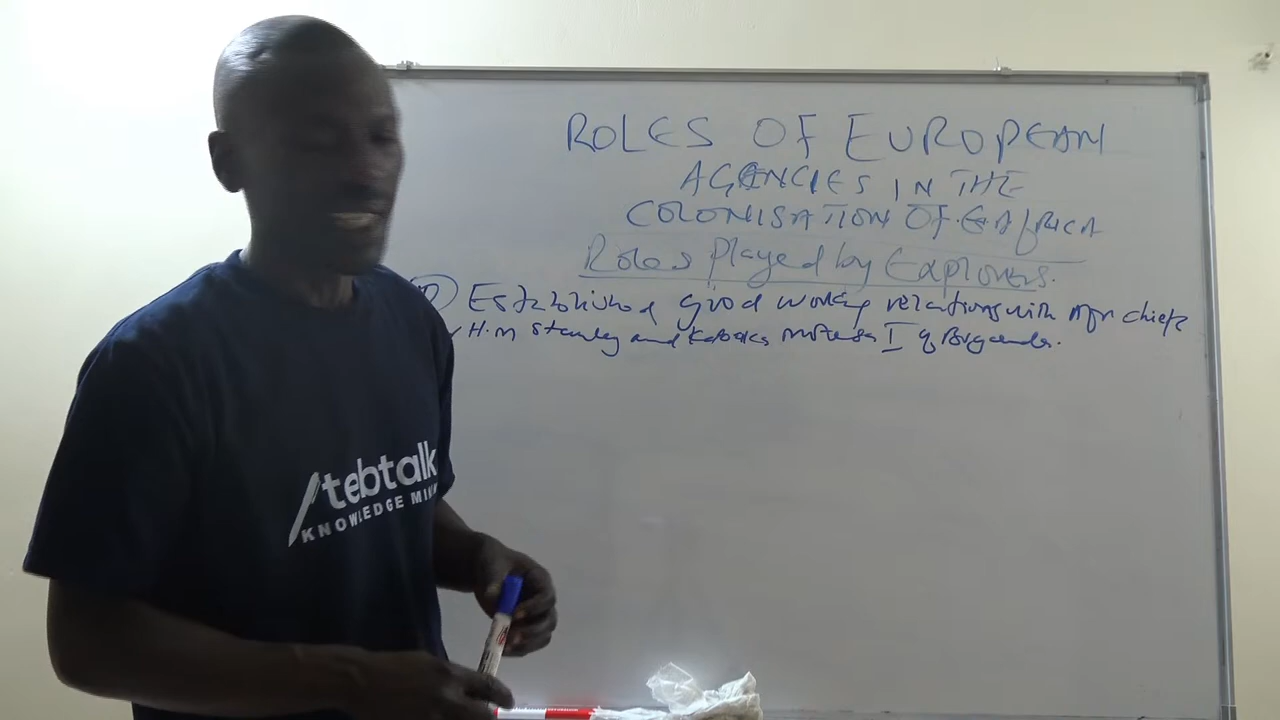 ROLES OF EUROPEAN
AGENCIES IN THE
COLONISATION OF E.AfRICA
Roles played by Explorers.
Established good working relations with Afn chiefs
H.M Stanley and Kabaka Mutesa I of Buganda.
tebtalk
KNOWLEDGE